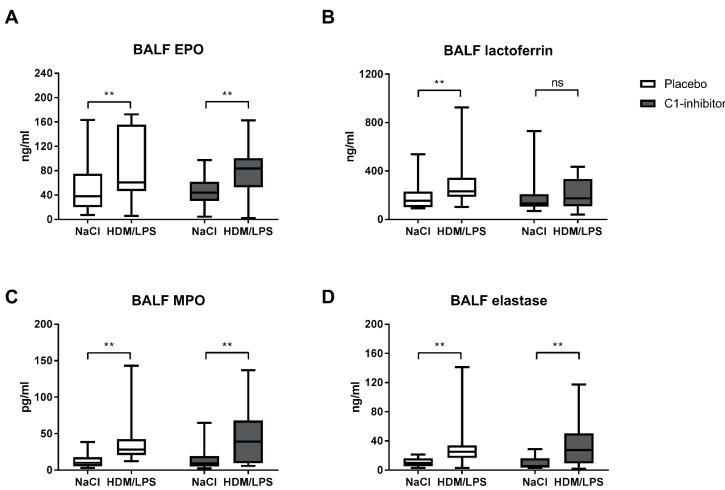 A
BALF EPO
ng/ml
240
200
160
120
80
40
0
**
**
NaCl HDM/LPS NaCl HDM/LPS
B
BALF lactoferrin
ng/ml
1200
800
400
0
**
ns
NaCl HDM/LPS NaCl HDM/LPS
Placebo
C1-inhibitor
C
BALF MPO
pg/ml
200
150
100
50
0
**
**
NaCl HDM/LPS NaCl HDM/LPS
D
BALF elastase
ng/ml
200
160
120
80
40
0
**
**
NaCl HDM/LPS NaCl HDM/LPS